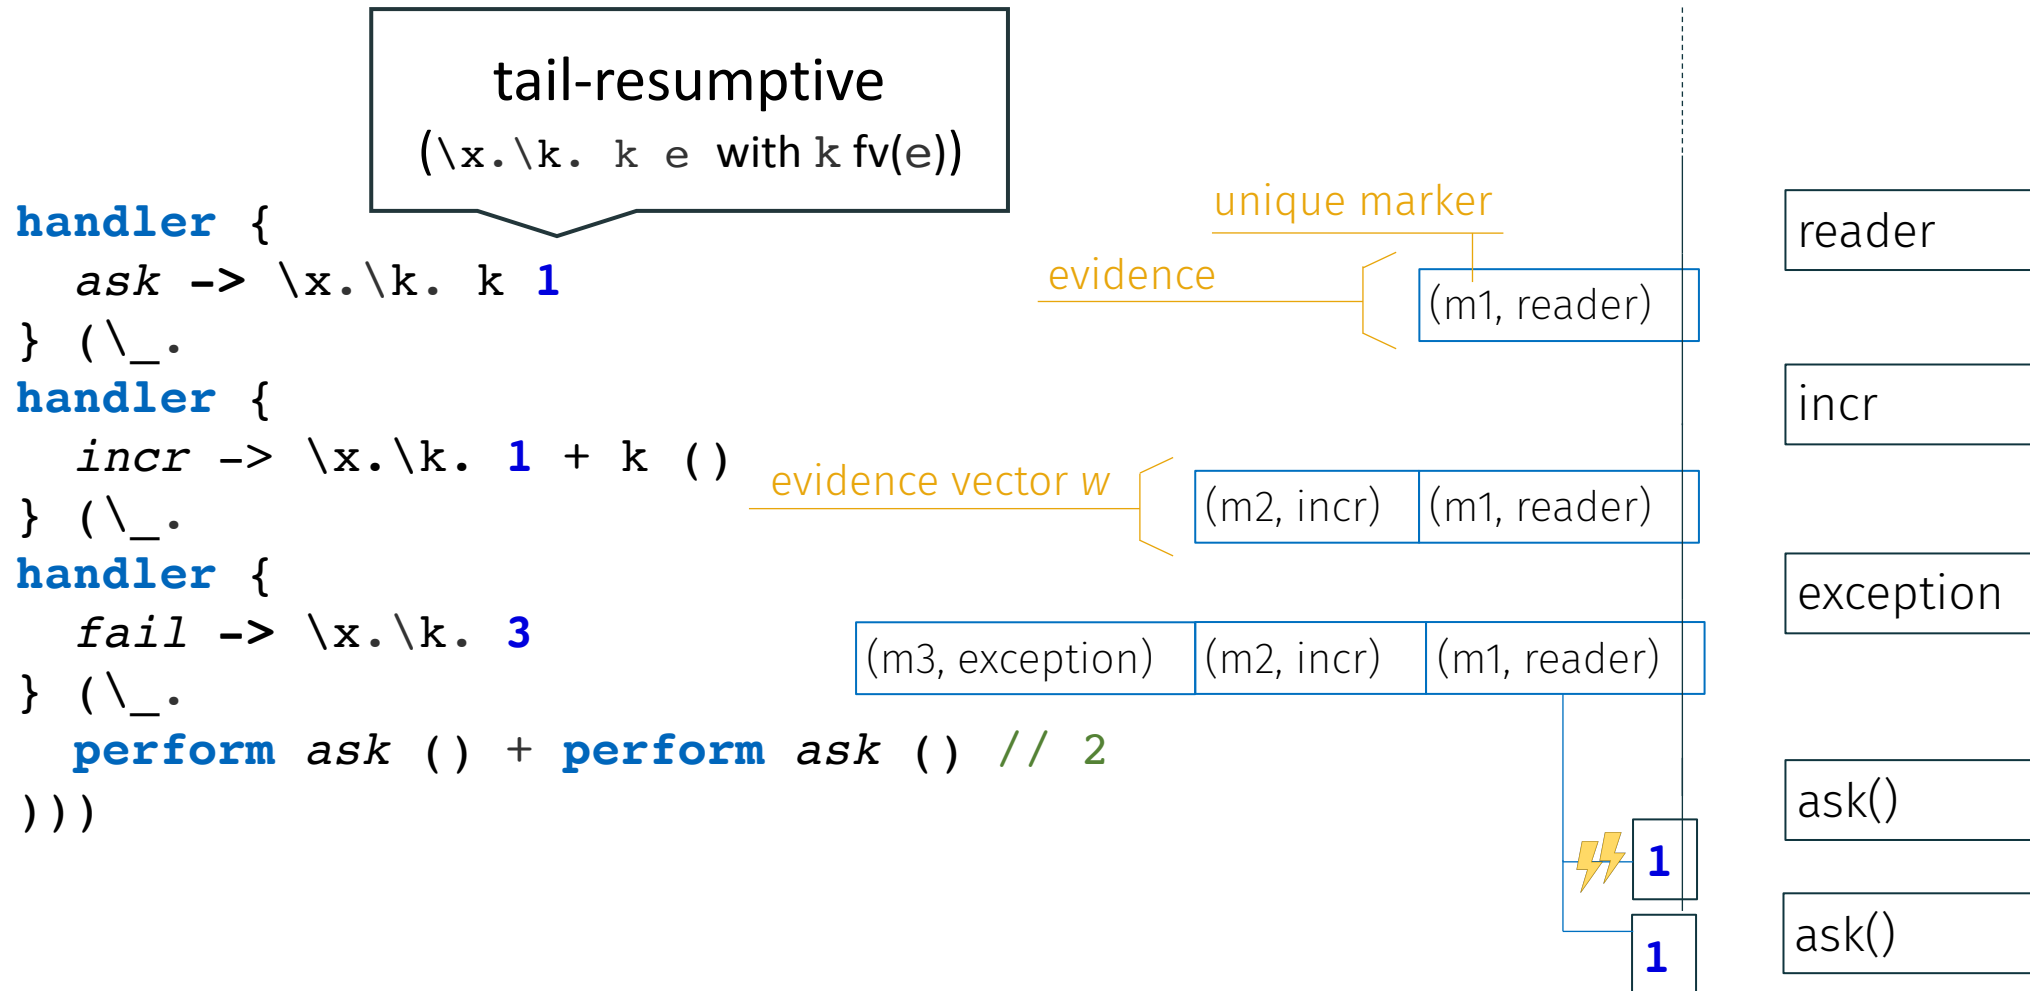 tail-resumptive
(\x.\k. k e with k fv(e))
handler {
ask -> \x.\k. k 1
} (\_.
handler {
incr -> \x.\k. 1 + k ()
} (\_.
handler {
fail -> \x.\k. 3
} (\_.
perform ask () + perform ask () // 2
)))
unique marker
evidence
(m1, reader)
evidence vector w
(m2, incr) (m1, reader)
(m3, exception) (m2, incr) (m1, reader)
1
1
reader
incr
exception
ask()
ask()